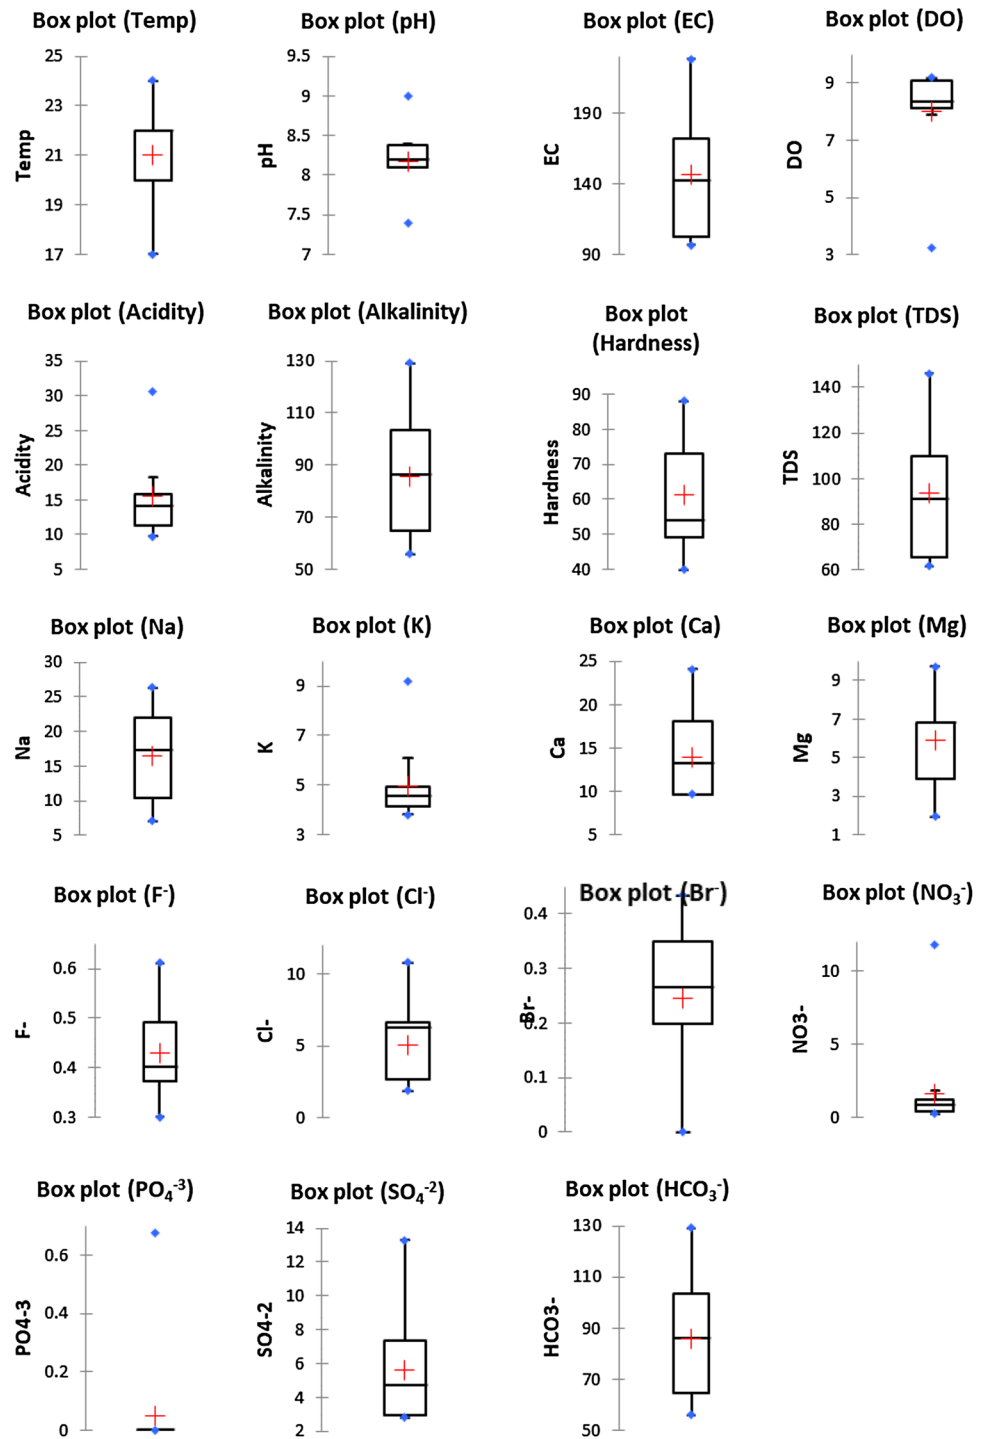 Box plot (Temp)
25
23
21
19
17
Temp
Box plot (pH)
9.5
9
8.5
8
7.5
7
pH
Box plot (EC)
190
140
90
EC
Box plot (DO)
9
7
5
3
DO
Box plot (Acidity)
35
30
25
20
15
10
5
Acidity
Box plot (Alkalinity)
130
110
90
70
50
Alkalinity
Box plot
(Hardness)
90
80
70
60
50
40
Hardness
Box plot (TDS)
140
120
100
80
60
TDS
Box plot (Na)
30
25
20
15
10
5
Na
Box plot (K)
9
7
5
3
K
Box plot (Ca)
25
20
15
10
5
Ca
Box plot (Mg)
9
7
5
3
1
Mg
Box plot (F⁻)
0.6
0.5
0.4
0.3
F-
Box plot (Cl⁻)
10
5
0
Cl-
Box plot (Br⁻)
0.4
0.3
0.2
0.1
0
Br-
Box plot (NO₃⁻)
10
5
0
NO3-
Box plot (PO₄⁻³)
0.6
0.4
0.2
0
PO4-3
Box plot (SO₄⁻²)
14
12
10
8
6
4
2
SO4-2
Box plot (HCO₃⁻)
130
110
90
70
50
HCO3-